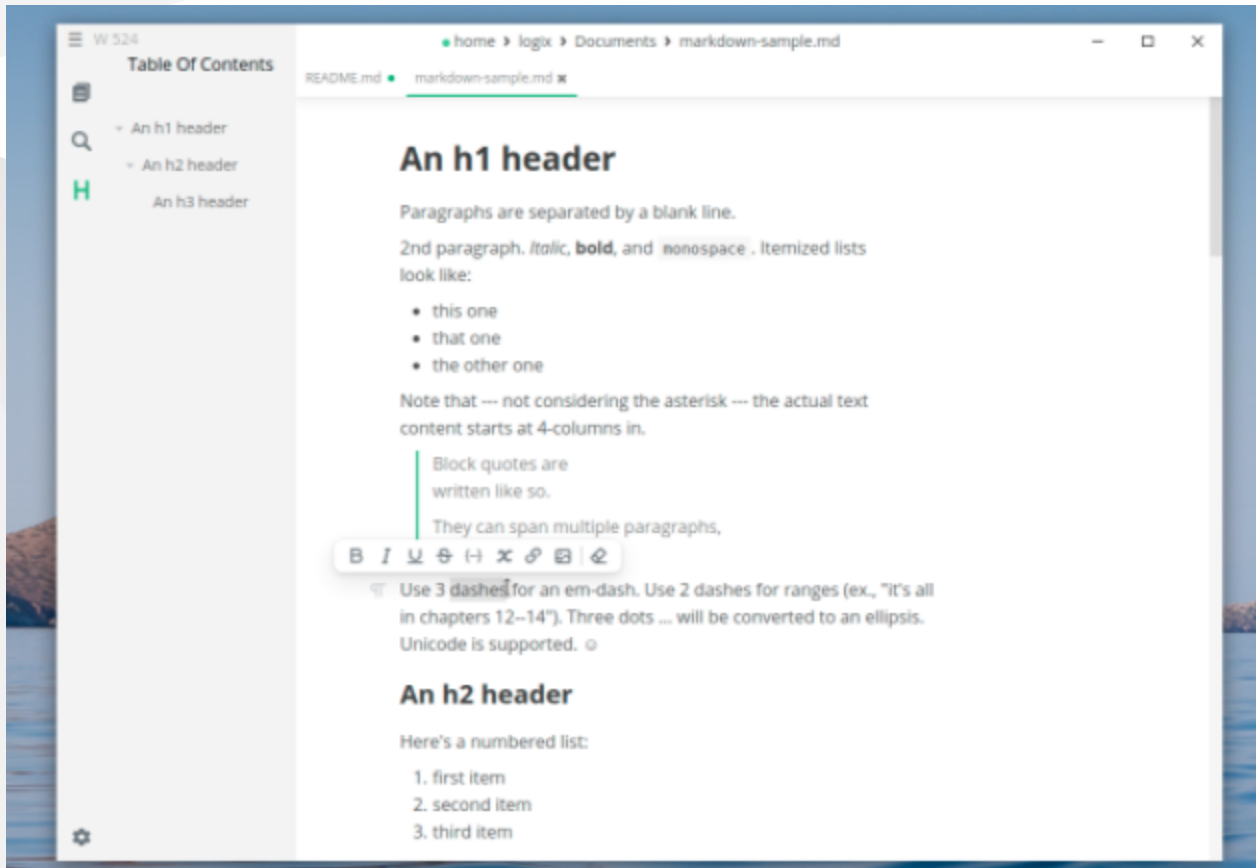 W 524
home › logix › Documents › markdown-sample.md
Table Of Contents
README.md
markdown-sample.md
An h1 header
An h2 header
An h3 header
An h1 header
Paragraphs are separated by a blank line.
2nd paragraph. Italic, bold, and monospace . Itemized lists
look like:
• this one
• that one
• the other one
Note that --- not considering the asterisk --- the actual text
content starts at 4-columns in.
Block quotes are
written like so.
They can span multiple paragraphs,
Use 3 dashes for an em-dash. Use 2 dashes for ranges (ex., "it's all
in chapters 12--14"). Three dots ... will be converted to an ellipsis.
Unicode is supported. ☺
An h2 header
Here's a numbered list:
1. first item
2. second item
3. third item